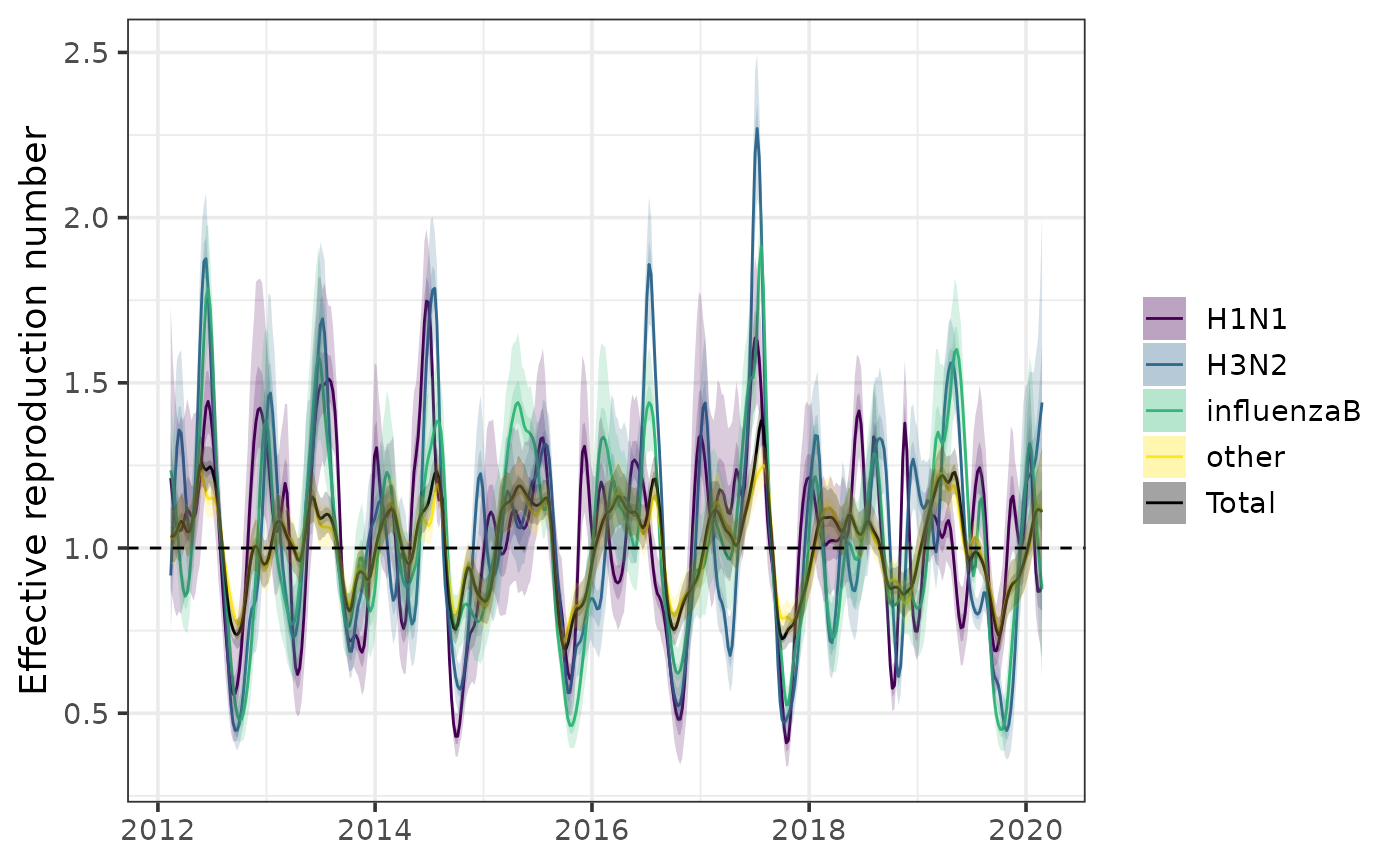 Effective reproduction number
2.5
2.0
1.5
1.0
0.5
2012 2014 2016 2018 2020
H1N1
H3N2
influenzaB
other
Total